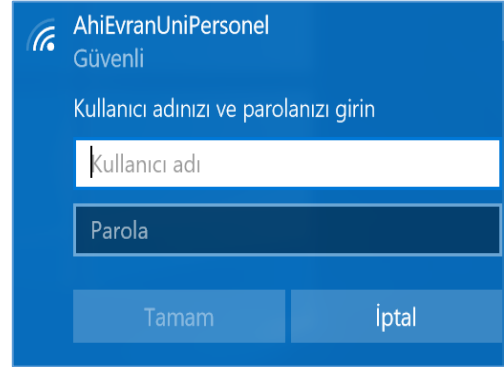 AhiEvranUniPersonel
Güvenli
Kullanıcı adınızı ve parolanızı girin
Kullanıcı adı
Parola
Tamam İptal